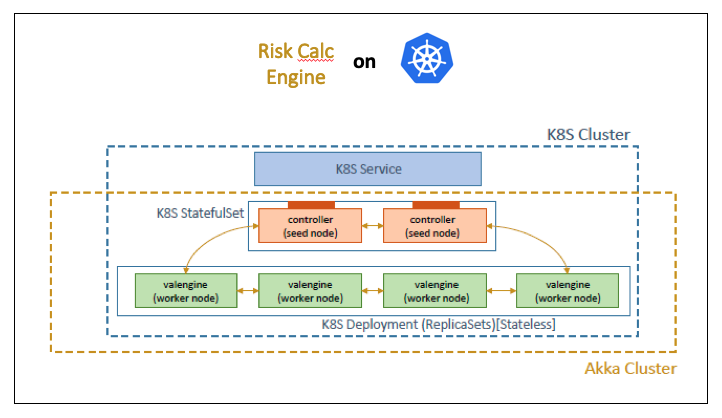 Risk Calc
Engine
on
K8S Cluster
K8S Service
K8S StatefulSet
controller
(seed node)
controller
(seed node)
valengine
(worker node)
valengine
(worker node)
valengine
(worker node)
valengine
(worker node)
K8S Deployment (ReplicaSets)[Stateless]
Akka Cluster